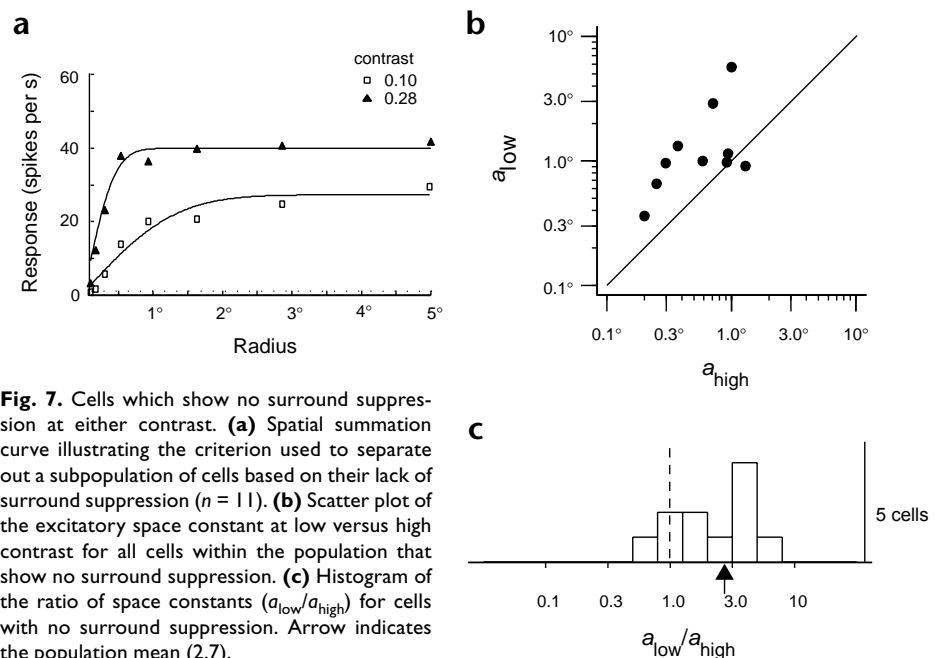 a
contrast
0.10
0.28
Response (spikes per s)
60
40
20
0
1° 2° 3° 4° 5°
Radius
b
a low
10°
3.0°
1.0°
0.3°
0.1°
0.1° 0.3° 1.0° 3.0° 10°
a high
Fig. 7. Cells which show no surround suppres-
sion at either contrast. (a) Spatial summation
curve illustrating the criterion used to separate
out a subpopulation of cells based on their lack of
surround suppression (n = 11). (b) Scatter plot of
the excitatory space constant at low versus high
contrast for all cells within the population that
show no surround suppression. (c) Histogram of
the ratio of space constants (a low/a high) for cells
with no surround suppression. Arrow indicates
the population mean (2.7).
c
5 cells
0.1 0.3 1.0 3.0 10
a low/a high